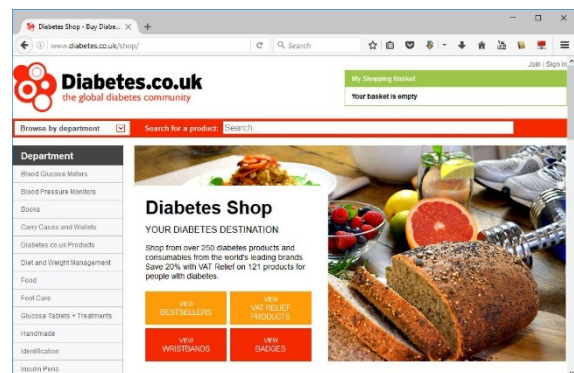 Diabetes Shop - Buy Diabe...
www.diabetes.co.uk/shop/
Search
Join | Sign in
Diabetes.co.uk
the global diabetes community
My Shopping Basket
Your basket is empty
Browse by department
Search for a product:
Search...
Department
Blood Glucose Meters
Blood Pressure Monitors
Books
Carry Cases and Wallets
Diabetes.co.uk Products
Diet and Weight Management
Food
Foot Care
Glucose Tablets + Treatments
Handmade
Identification
Insulin Pens
Diabetes Shop
YOUR DIABETES DESTINATION
Shop from over 250 diabetes products and
consumables from the world's leading brands.
Save 20% with VAT Relief on 121 products for
people with diabetes.
VIEW
BESTSELLERS
VIEW
VAT RELIEF
PRODUCTS
VIEW
WRISTBANDS
VIEW
BADGES